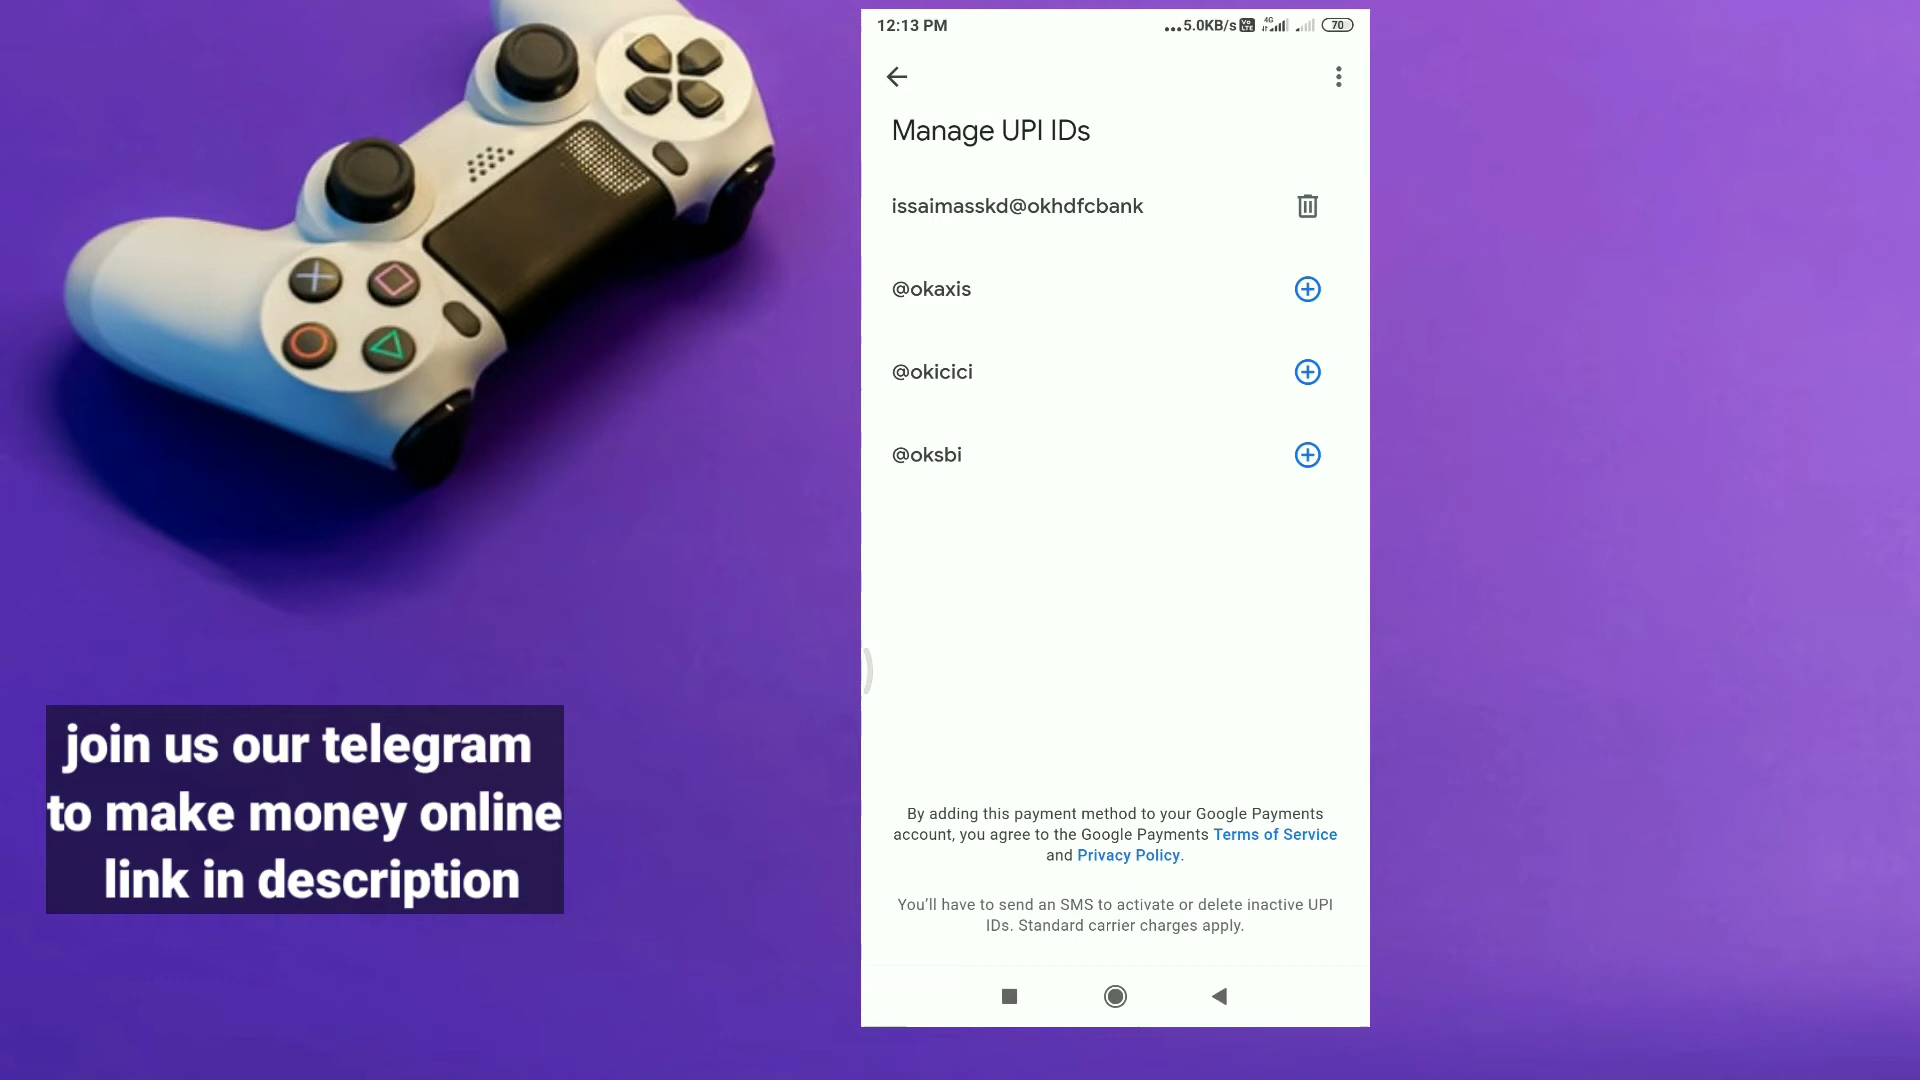 12:13 PM
...5.0KB/s Vo LTE 4G 70
Manage UPI IDs
issaimasskd@okhdfcbank
@okaxis
@okicici
@oksbi
By adding this payment method to your Google Payments
account, you agree to the Google Payments Terms of Service
and Privacy Policy.
You'll have to send an SMS to activate or delete inactive UPI
IDs. Standard carrier charges apply.
join us our telegram
to make money online
link in description